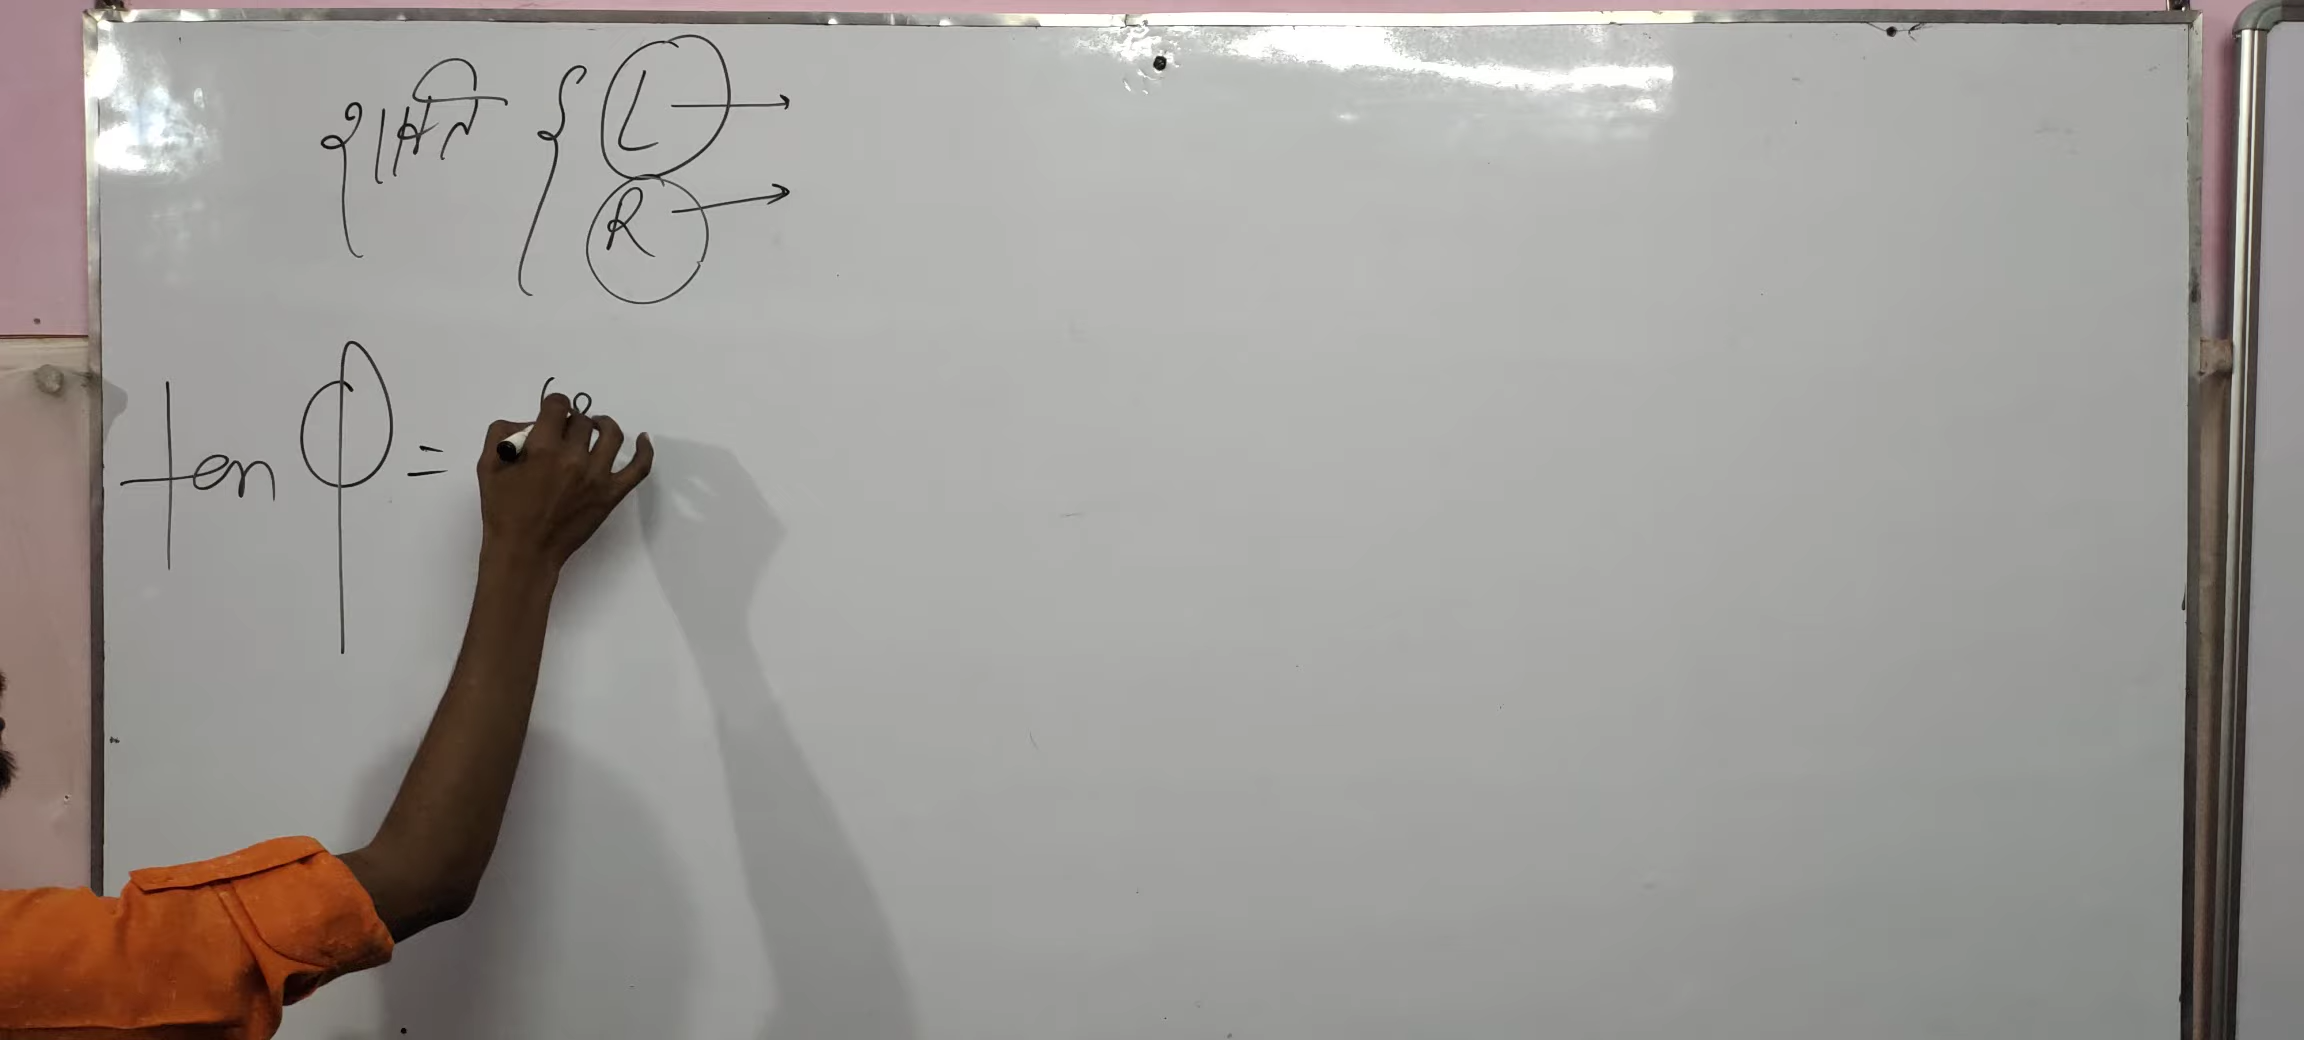 शक्ति { L →
R →
tan Φ =